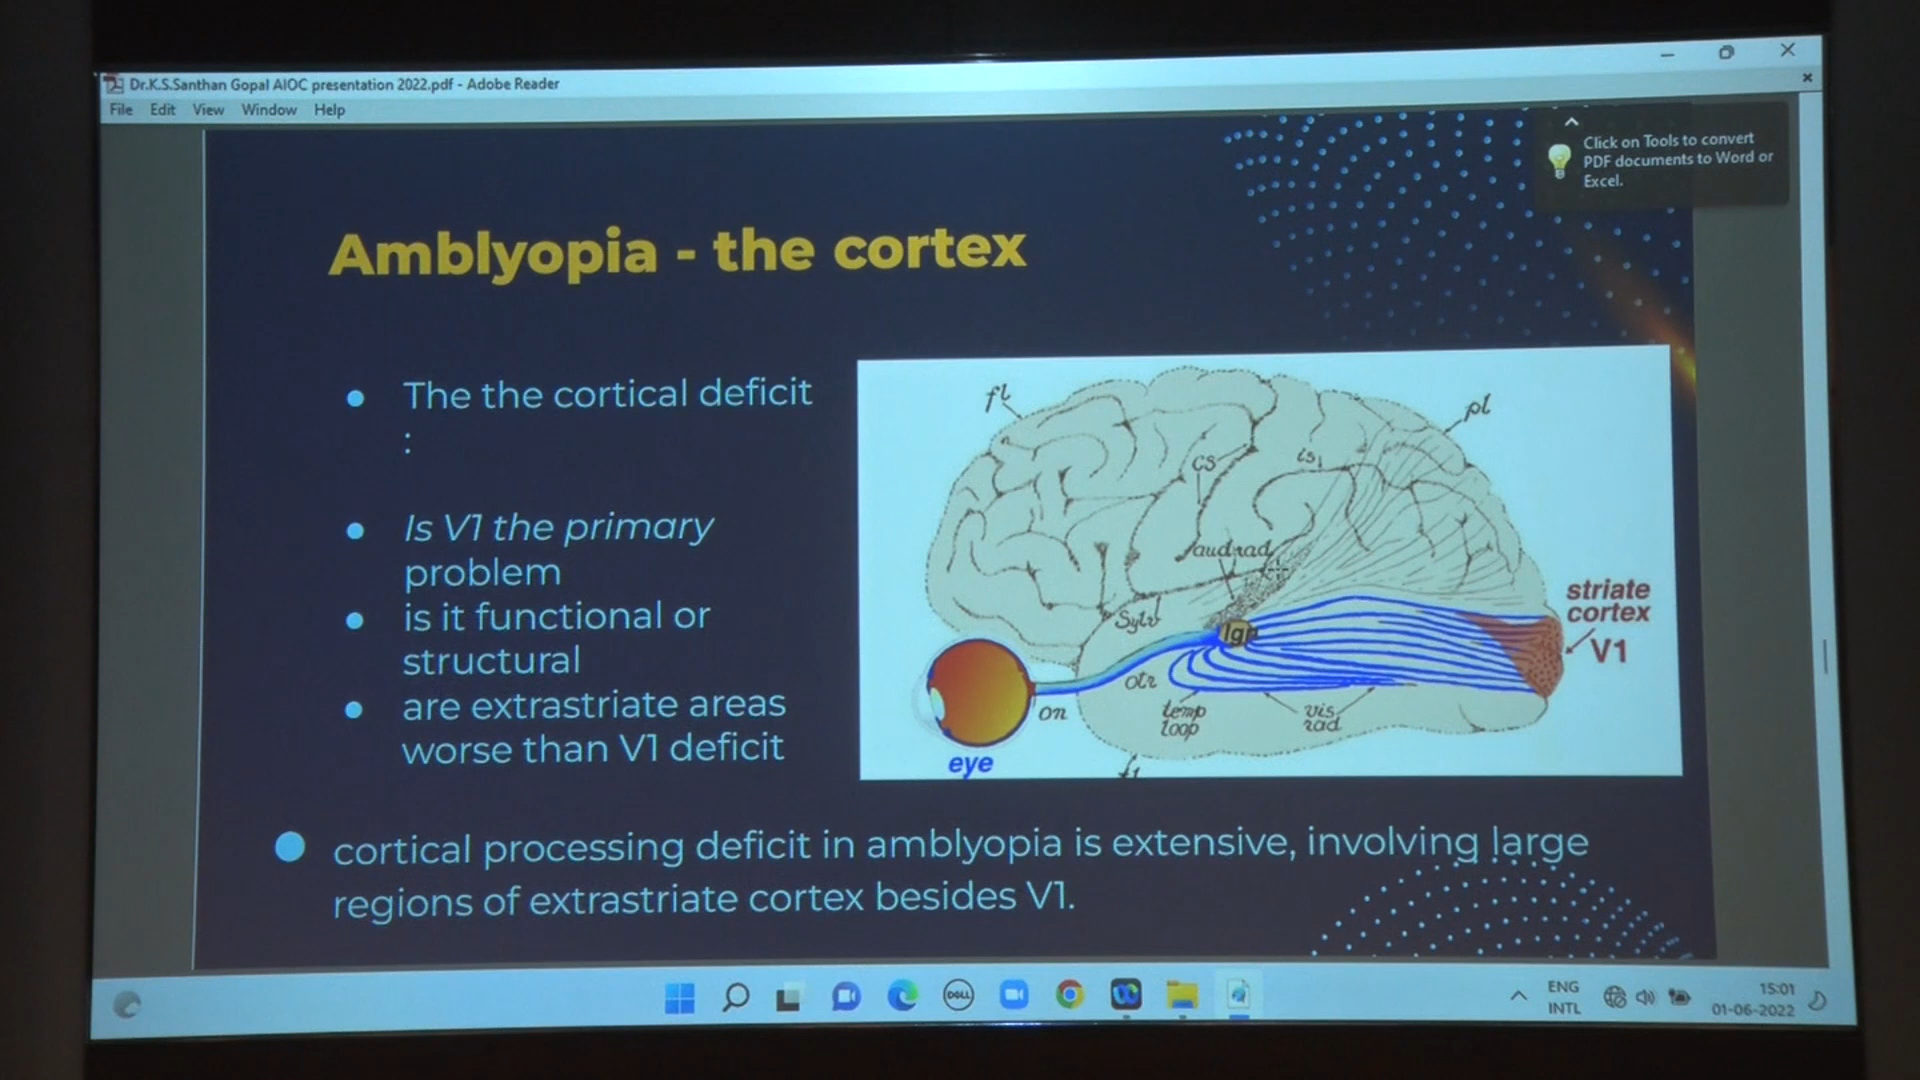 Dr.K.S.Santhan Gopal AIOC presentation 2022.pdf - Adobe Reader
File Edit View Window Help
Click on Tools to convert
PDF documents to Word or
Excel.
Amblyopia - the cortex
The the cortical deficit
:
Is V1 the primary
problem
is it functional or
structural
are extrastriate areas
worse than V1 deficit
fl
pl
cs
is
aud rad
Sylv
lgn
striate
cortex
V1
otr
on
temp
loop
vis
rad
eye
cortical processing deficit in amblyopia is extensive, involving large
regions of extrastriate cortex besides V1.
DELL
ENG
INTL
15:01
01-06-2022